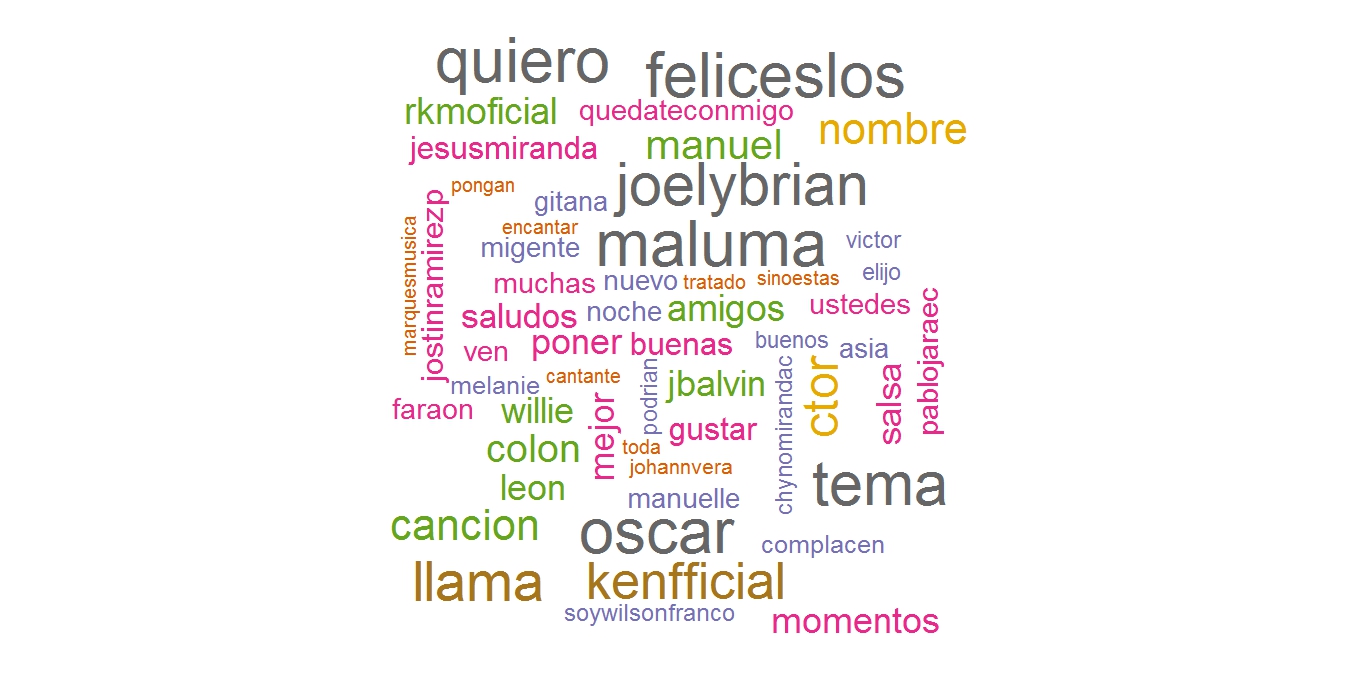 quiero
feliceslos
rkmoficial
quedateconmigo
nombre
jesusmiranda
manuel
joelybrian
pongan
gitana
marquesmusica
jostinramirezp
encantar
migente
maluma
victor
muchas
nuevo
tratado
sinoestas
elijo
saludos
noche
amigos
ustedes
pablojaraec
ven
poner
buenas
buenos
asia
melanie
cantante
podrian
jbalvin
chynomirandac
ctor
salsa
faraon
willie
mejor
gustar
colon
toda
johannvera
leon
manuelle
tema
cancion
oscar
complacen
llama
kenfficial
soywilsonfranco
momentos